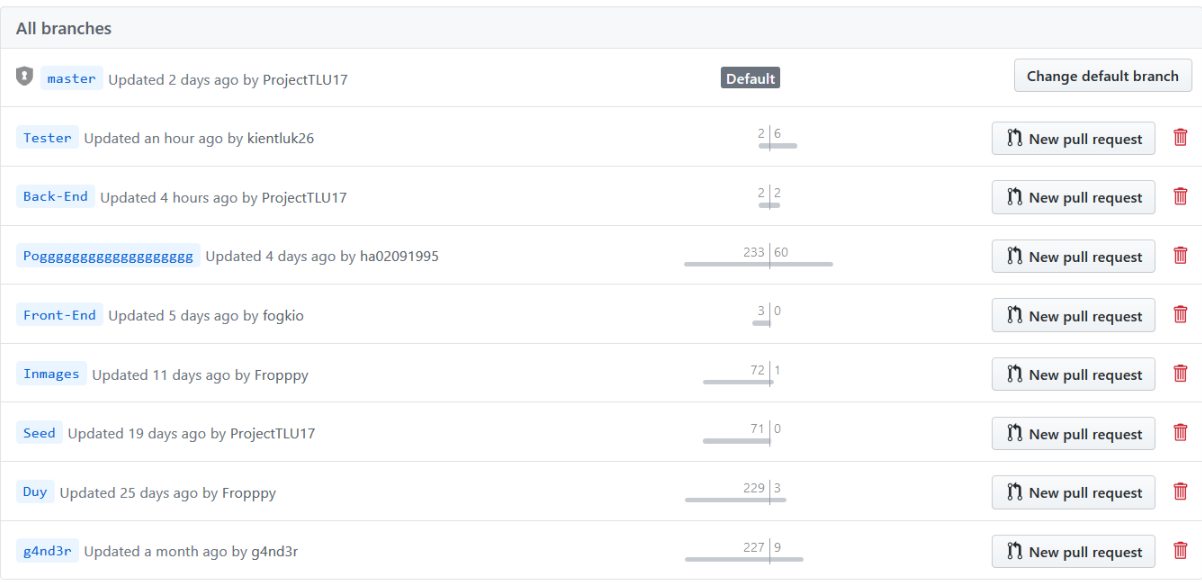 All branches
master Updated 2 days ago by ProjectTLU17 Default Change default branch
Tester Updated an hour ago by kientluk26 2 6 New pull request
Back-End Updated 4 hours ago by ProjectTLU17 2 2 New pull request
Poggggggggggggggggggg Updated 4 days ago by ha02091995 233 60 New pull request
Front-End Updated 5 days ago by fogkio 3 0 New pull request
Inmages Updated 11 days ago by Fropppy 72 1 New pull request
Seed Updated 19 days ago by ProjectTLU17 71 0 New pull request
Duy Updated 25 days ago by Fropppy 229 3 New pull request
g4nd3r Updated a month ago by g4nd3r 227 9 New pull request